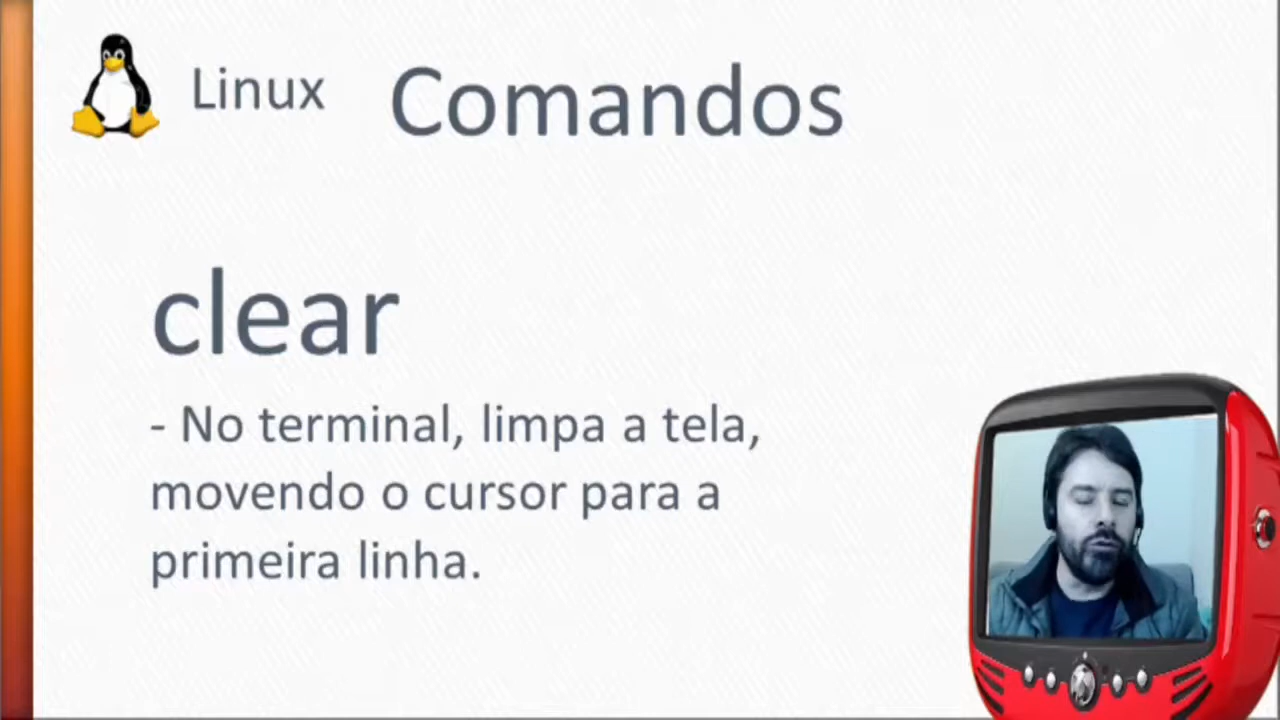 Linux
Comandos
clear
- No terminal, limpa a tela,
movendo o cursor para a
primeira linha.